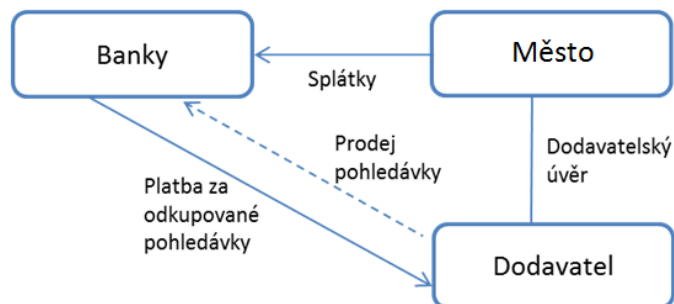 Banky
Město
Splátky
Prodej
pohledávky
Dodavatelský
úvěr
Platba za
odkupované
pohledávky
Dodavatel